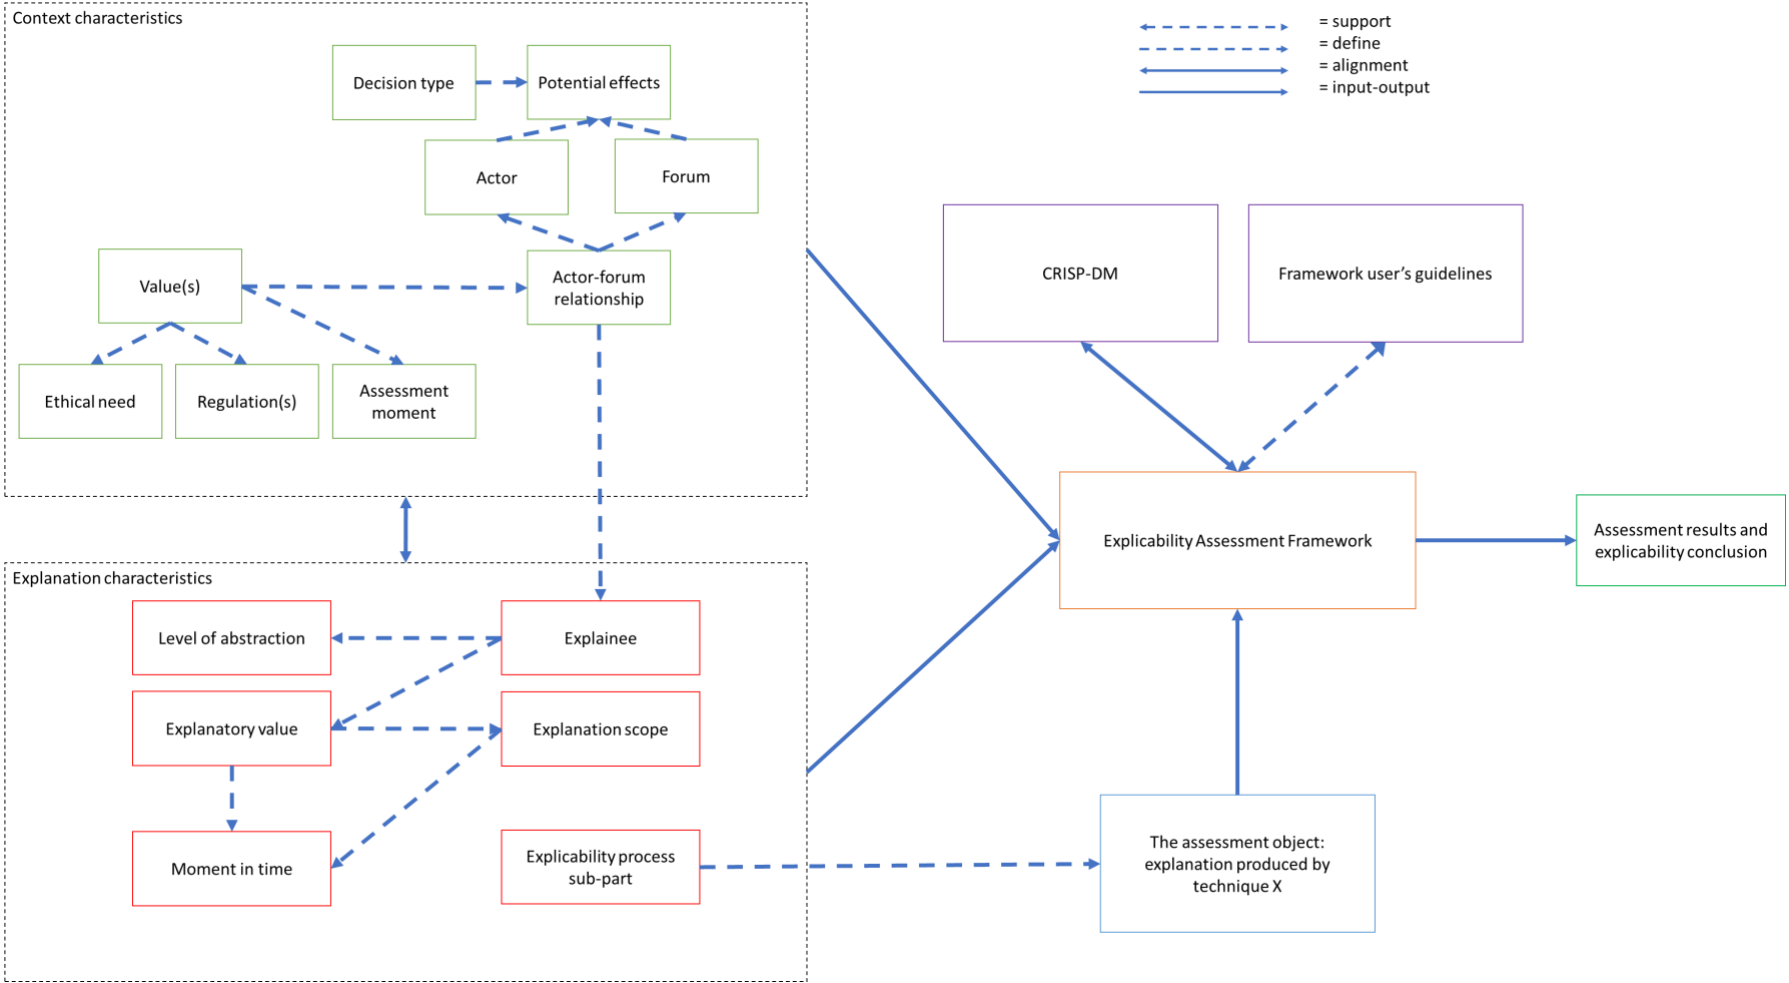 Context characteristics
= support
= define
= alignment
= input-output
Decision type
Potential effects
Actor
Forum
Value(s)
Actor-forum
relationship
CRISP-DM
Framework user’s guidelines
Ethical need
Regulation(s)
Assessment
moment
Explicability Assessment Framework
Assessment results and
explicability conclusion
Explanation characteristics
Level of abstraction
Explainee
Explanatory value
Explanation scope
Moment in time
Explicability process
sub-part
The assessment object:
explanation produced by
technique X